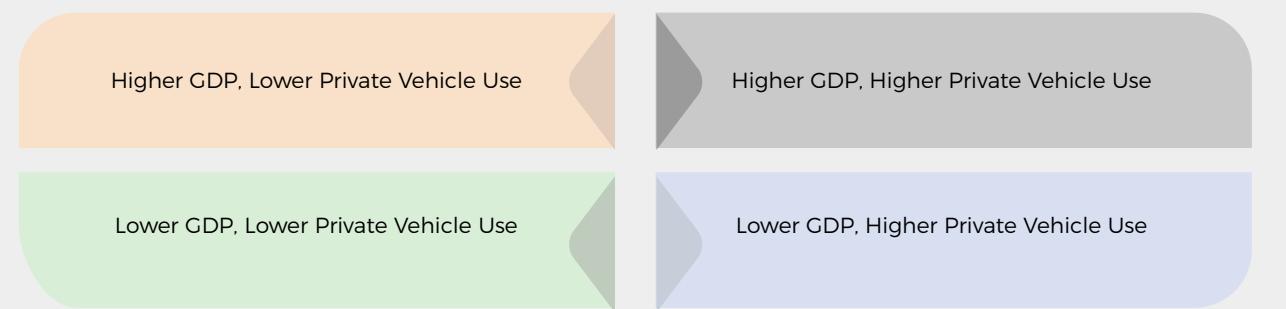 Higher GDP, Lower Private Vehicle Use
Higher GDP, Higher Private Vehicle Use
Lower GDP, Lower Private Vehicle Use
Lower GDP, Higher Private Vehicle Use